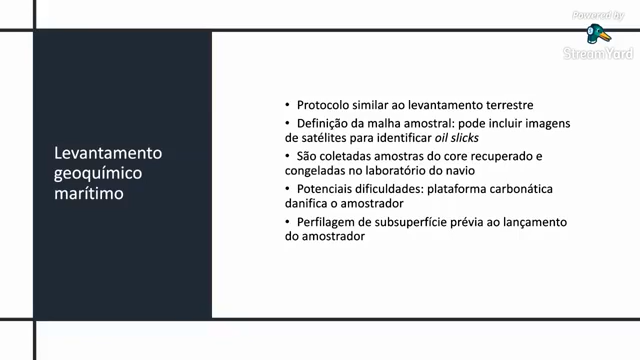 Powered by
StreamYard
Levantamento
geoquímico
marítimo
• Protocolo similar ao levantamento terrestre
• Definição da malha amostral: pode incluir imagens
de satélites para identificar oil slicks
• São coletadas amostras do core recuperado e
congeladas no laboratório do navio
• Potenciais dificuldades: plataforma carbonática
danifica o amostrador
• Perfilagem de subsuperfície prévia ao lançamento
do amostrador